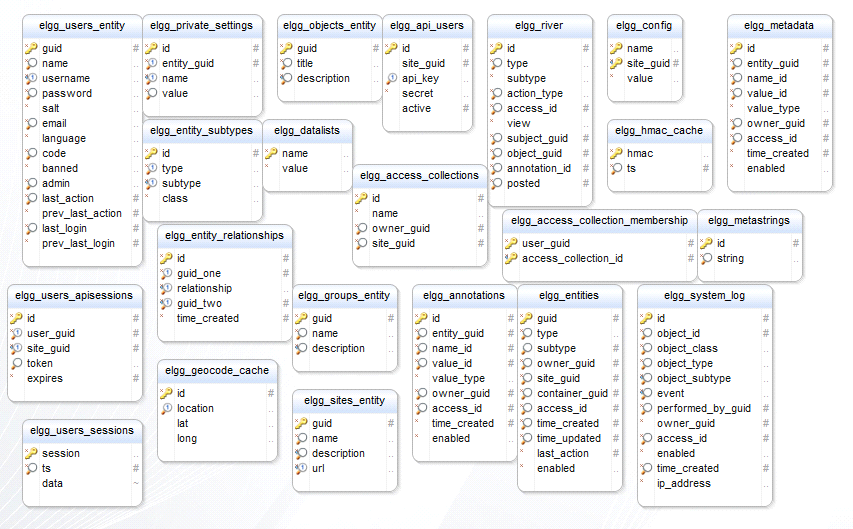 elgg_users_entity
guid #
name ..
username ..
password ..
salt ..
email ..
language ..
code ..
banned ..
admin ..
last_action #
prev_last_action #
last_login #
prev_last_login #
elgg_private_settings
id #
entity_guid #
name ..
value ..
elgg_objects_entity
guid #
title ..
description ..
elgg_api_users
id #
site_guid #
api_key ..
secret ..
active #
elgg_river
id #
type ..
subtype ..
action_type ..
access_id #
view ..
subject_guid #
object_guid #
annotation_id #
posted #
elgg_config
name ..
site_guid #
value ..
elgg_metadata
id #
entity_guid #
name_id #
value_id #
value_type ..
owner_guid #
access_id #
time_created #
enabled ..
elgg_entity_subtypes
id #
type ..
subtype ..
class ..
elgg_datalists
name ..
value ..
elgg_hmac_cache
hmac ..
ts #
elgg_access_collections
id #
name ..
owner_guid #
site_guid #
elgg_access_collection_membership
user_guid #
access_collection_id #
elgg_metastrings
id #
string ..
elgg_entity_relationships
id #
guid_one #
relationship ..
guid_two #
time_created #
elgg_users_apisessions
id #
user_guid #
site_guid #
token ..
expires #
elgg_groups_entity
guid #
name ..
description ..
elgg_annotations
id #
entity_guid #
name_id #
value_id #
value_type ..
owner_guid #
access_id #
time_created #
enabled ..
elgg_entities
guid #
type ..
subtype #
owner_guid #
site_guid #
container_guid #
access_id #
time_created #
time_updated #
last_action #
enabled ..
elgg_system_log
id #
object_id #
object_class ..
object_type ..
object_subtype ..
event ..
performed_by_guid #
owner_guid #
access_id #
enabled ..
time_created #
ip_address ..
elgg_geocode_cache
id #
location ..
lat ..
long ..
elgg_sites_entity
guid #
name ..
description ..
url ..
elgg_users_sessions
session ..
ts #
data ~